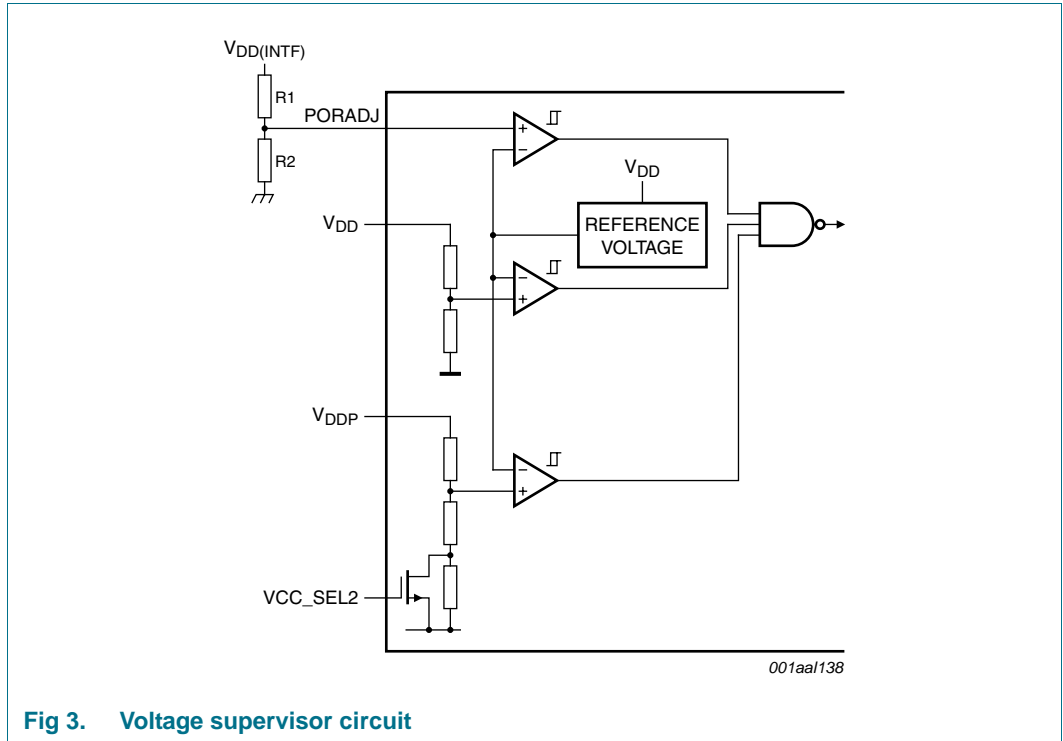 VDD(INTF)
R1
PORADJ
R2
VDD
VDD
REFERENCE
VOLTAGE
VDDP
VCC_SEL2
001aal138
Fig 3. Voltage supervisor circuit